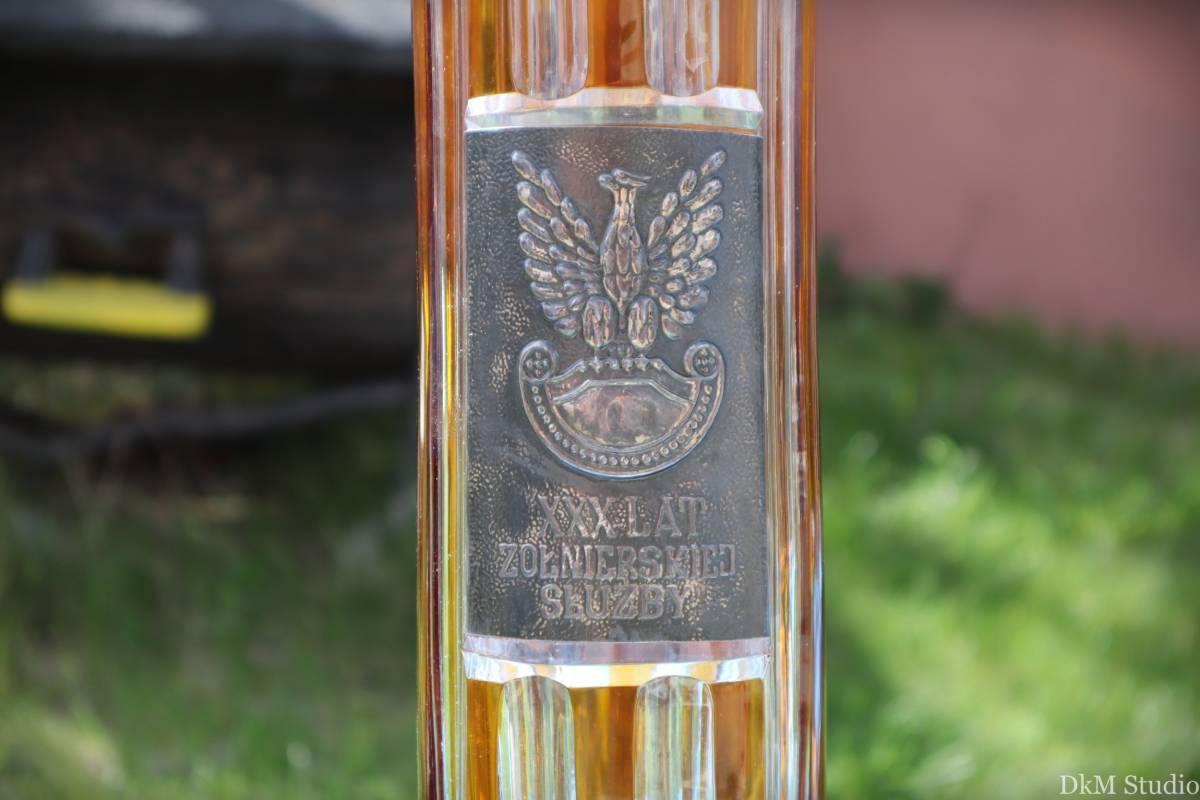 XXX LAT
ŻOŁNIERSKIEJ
SŁUŻBY
DkM Studio